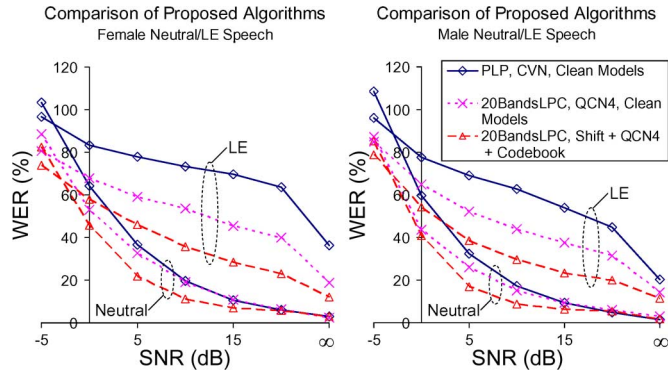 Comparison of Proposed Algorithms
Female Neutral/LE Speech
120
100
80
60
40
20
0
WER (%)
LE
Neutral
-5
5
15
∞
SNR (dB)
Comparison of Proposed Algorithms
Male Neutral/LE Speech
PLP, CVN, Clean Models
20BandsLPC, QCN4, Clean
Models
20BandsLPC, Shift + QCN4
+ Codebook
120
100
80
60
40
20
0
WER (%)
LE
Neutral
-5
5
15
∞
SNR (dB)